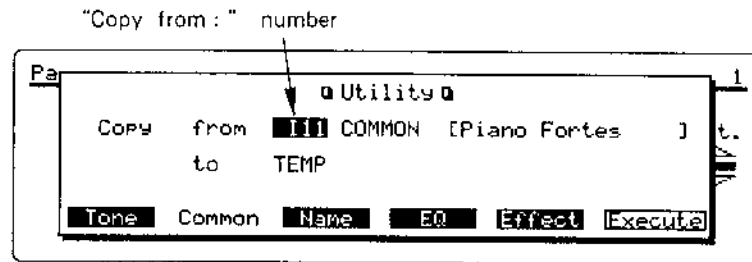 "Copy from:" number
Pa
Utility
1
Copy from I11 COMMON [Piano Fortes ] t.
to TEMP
Tone Common Name EQ Effect Execute